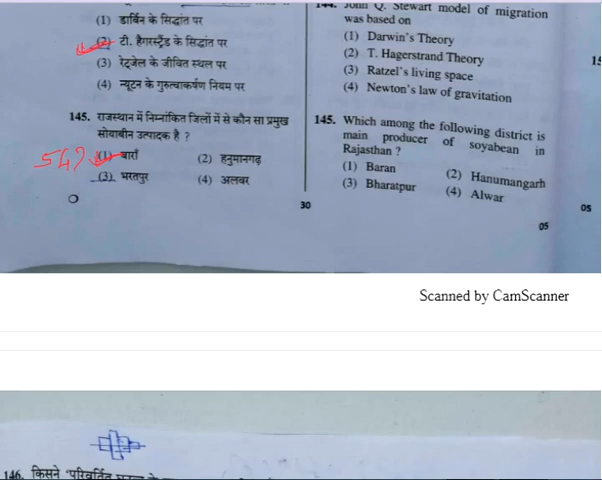 (1) डार्विन के सिद्धांत पर
(2) टी. हैगरस्ट्रैंड के सिद्धांत पर
(3) रेट्जेल के जीवित स्थल पर
(4) न्यूटन के गुरुत्वाकर्षण नियम पर
145. राजस्थान में निम्नांकित जिलों में से कौन सा प्रमुख
सोयाबीन उत्पादक है ?
(1) बाराँ (2) हनुमानगढ़
(3) भरतपुर (4) अलवर
144. John Q. Stewart model of migration
was based on
(1) Darwin's Theory
(2) T. Hagerstrand Theory
(3) Ratzel's living space
(4) Newton's law of gravitation
145. Which among the following district is
main producer of soyabean in
Rajasthan ?
(1) Baran (2) Hanumangarh
(3) Bharatpur (4) Alwar
30
05
05
Scanned by CamScanner
146. किसने "परिवर्तित